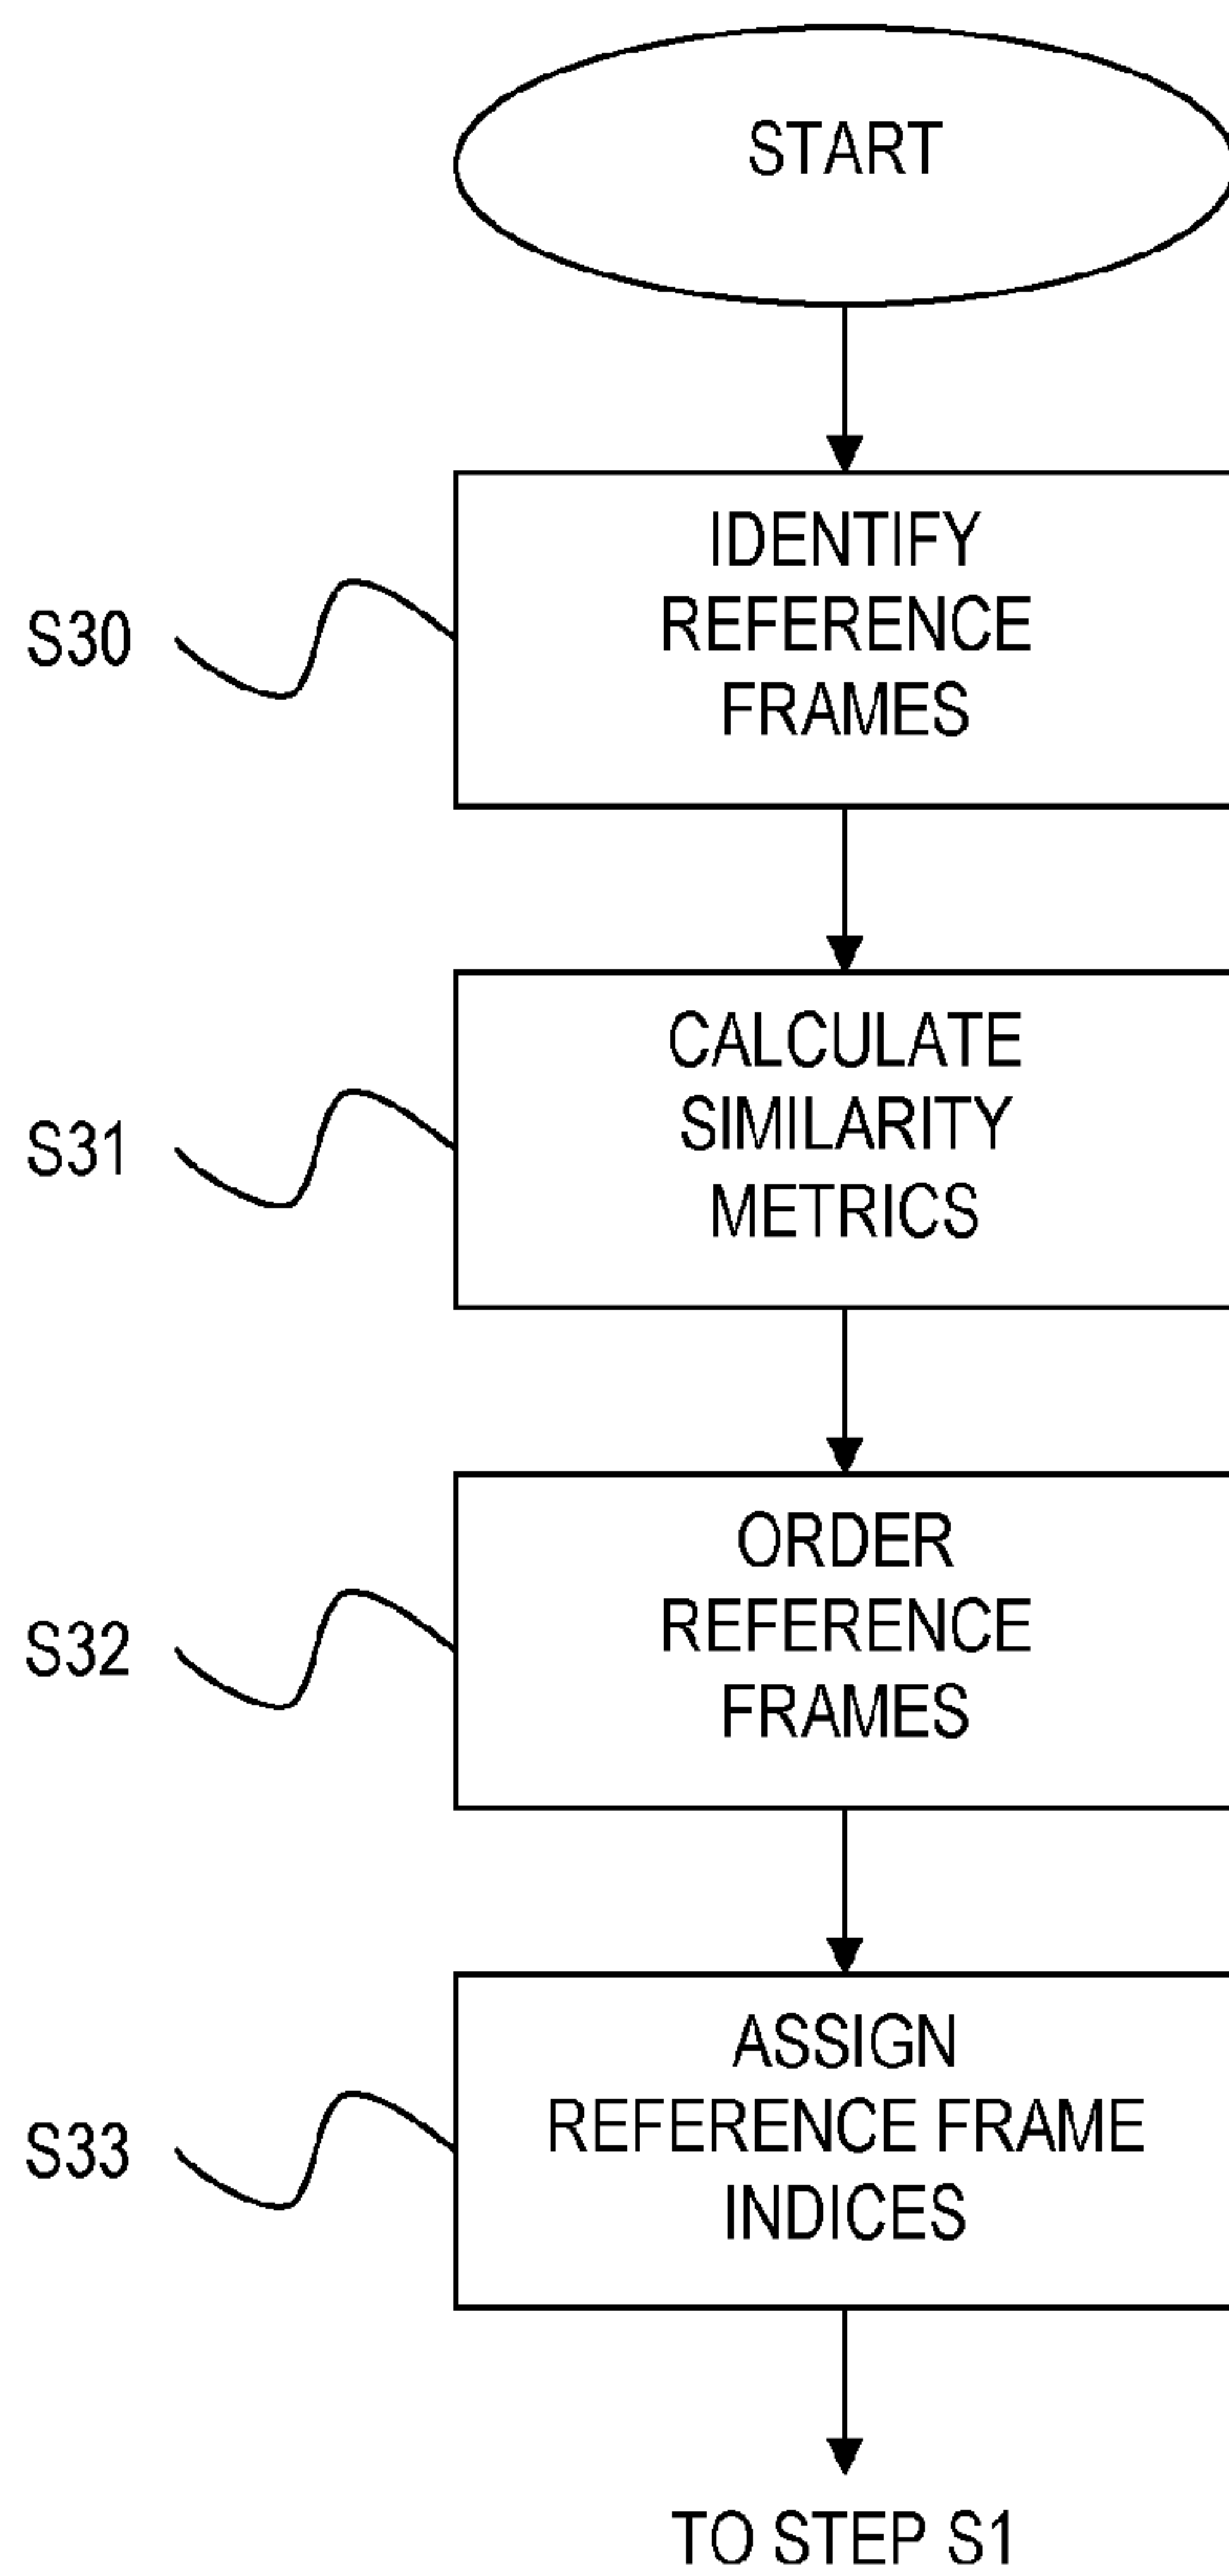 START
IDENTIFY
REFERENCE
FRAMES
S30
CALCULATE
SIMILARITY
METRICS
S31
ORDER
REFERENCE
FRAMES
S32
ASSIGN
REFERENCE FRAME
INDICES
S33
TO STEP S1